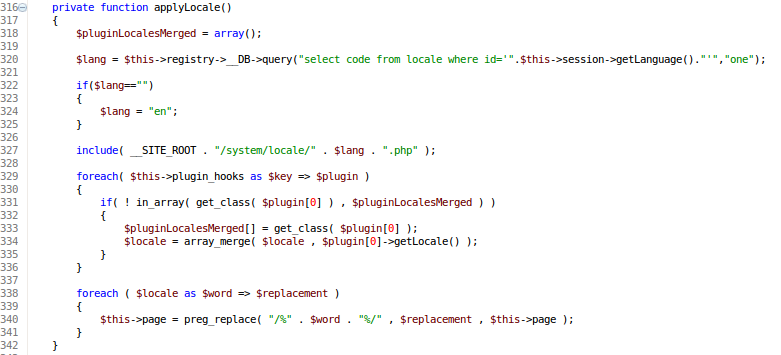 316 private function applyLocale()
317 {
318 $pluginLocalesMerged = array();
319
320 $lang = $this->registry->__DB->query("select code from locale where id='".$this->session->getLanguage()."'","one");
321
322 if($lang=="")
323 {
324 $lang = "en";
325 }
326
327 include( __SITE_ROOT . "/system/locale/" . $lang . ".php" );
328
329 foreach( $this->plugin_hooks as $key => $plugin )
330 {
331 if( ! in_array( get_class( $plugin[0] ) , $pluginLocalesMerged ) )
332 {
333 $pluginLocalesMerged[] = get_class( $plugin[0] );
334 $locale = array_merge( $locale , $plugin[0]->getLocale() );
335 }
336 }
337
338 foreach ( $locale as $word => $replacement )
339 {
340 $this->page = preg_replace( "/%" . $word . "%/" , $replacement , $this->page );
341 }
342 }